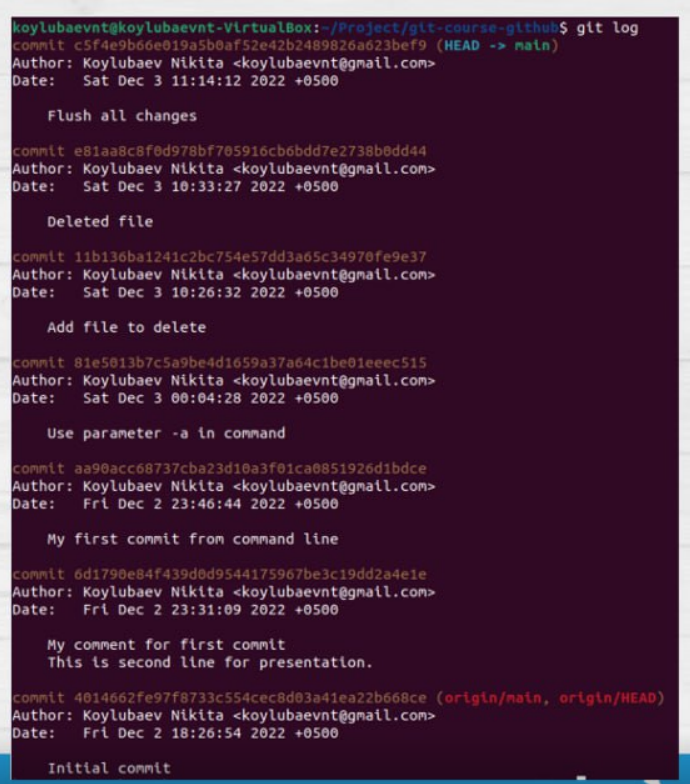 koylubaevnt@koylubaevnt-VirtualBox:~/Project/git-course-github$ git log
commit c5f4e9b66e019a5b0af52e42b2489826a623bef9 (HEAD -> main)
Author: Koylubaev Nikita <koylubaevnt@gmail.com>
Date:   Sat Dec 3 11:14:12 2022 +0500
    Flush all changes
commit e81aa8c8f0d978bf705916cb6bdd7e2738b0dd44
Author: Koylubaev Nikita <koylubaevnt@gmail.com>
Date:   Sat Dec 3 10:33:27 2022 +0500
    Deleted file
commit 11b136ba1241c2bc754e57dd3a65c34970fe9e37
Author: Koylubaev Nikita <koylubaevnt@gmail.com>
Date:   Sat Dec 3 10:26:32 2022 +0500
    Add file to delete
commit 81e5013b7c5a9be4d1659a37a64c1be01eeec515
Author: Koylubaev Nikita <koylubaevnt@gmail.com>
Date:   Sat Dec 3 00:04:28 2022 +0500
    Use parameter -a in command
commit aa90acc68737cba23d10a3f01ca0851926d1bdce
Author: Koylubaev Nikita <koylubaevnt@gmail.com>
Date:   Fri Dec 2 23:46:44 2022 +0500
    My first commit from command line
commit 6d1790e84f439d0d9544175967be3c19dd2a4e1e
Author: Koylubaev Nikita <koylubaevnt@gmail.com>
Date:   Fri Dec 2 23:31:09 2022 +0500
    My comment for first commit
    This is second line for presentation.
commit 4014662fe97f8733c554cec8d03a41ea22b668ce (origin/main, origin/HEAD)
Author: Koylubaev Nikita <koylubaevnt@gmail.com>
Date:   Fri Dec 2 18:26:54 2022 +0500
    Initial commit